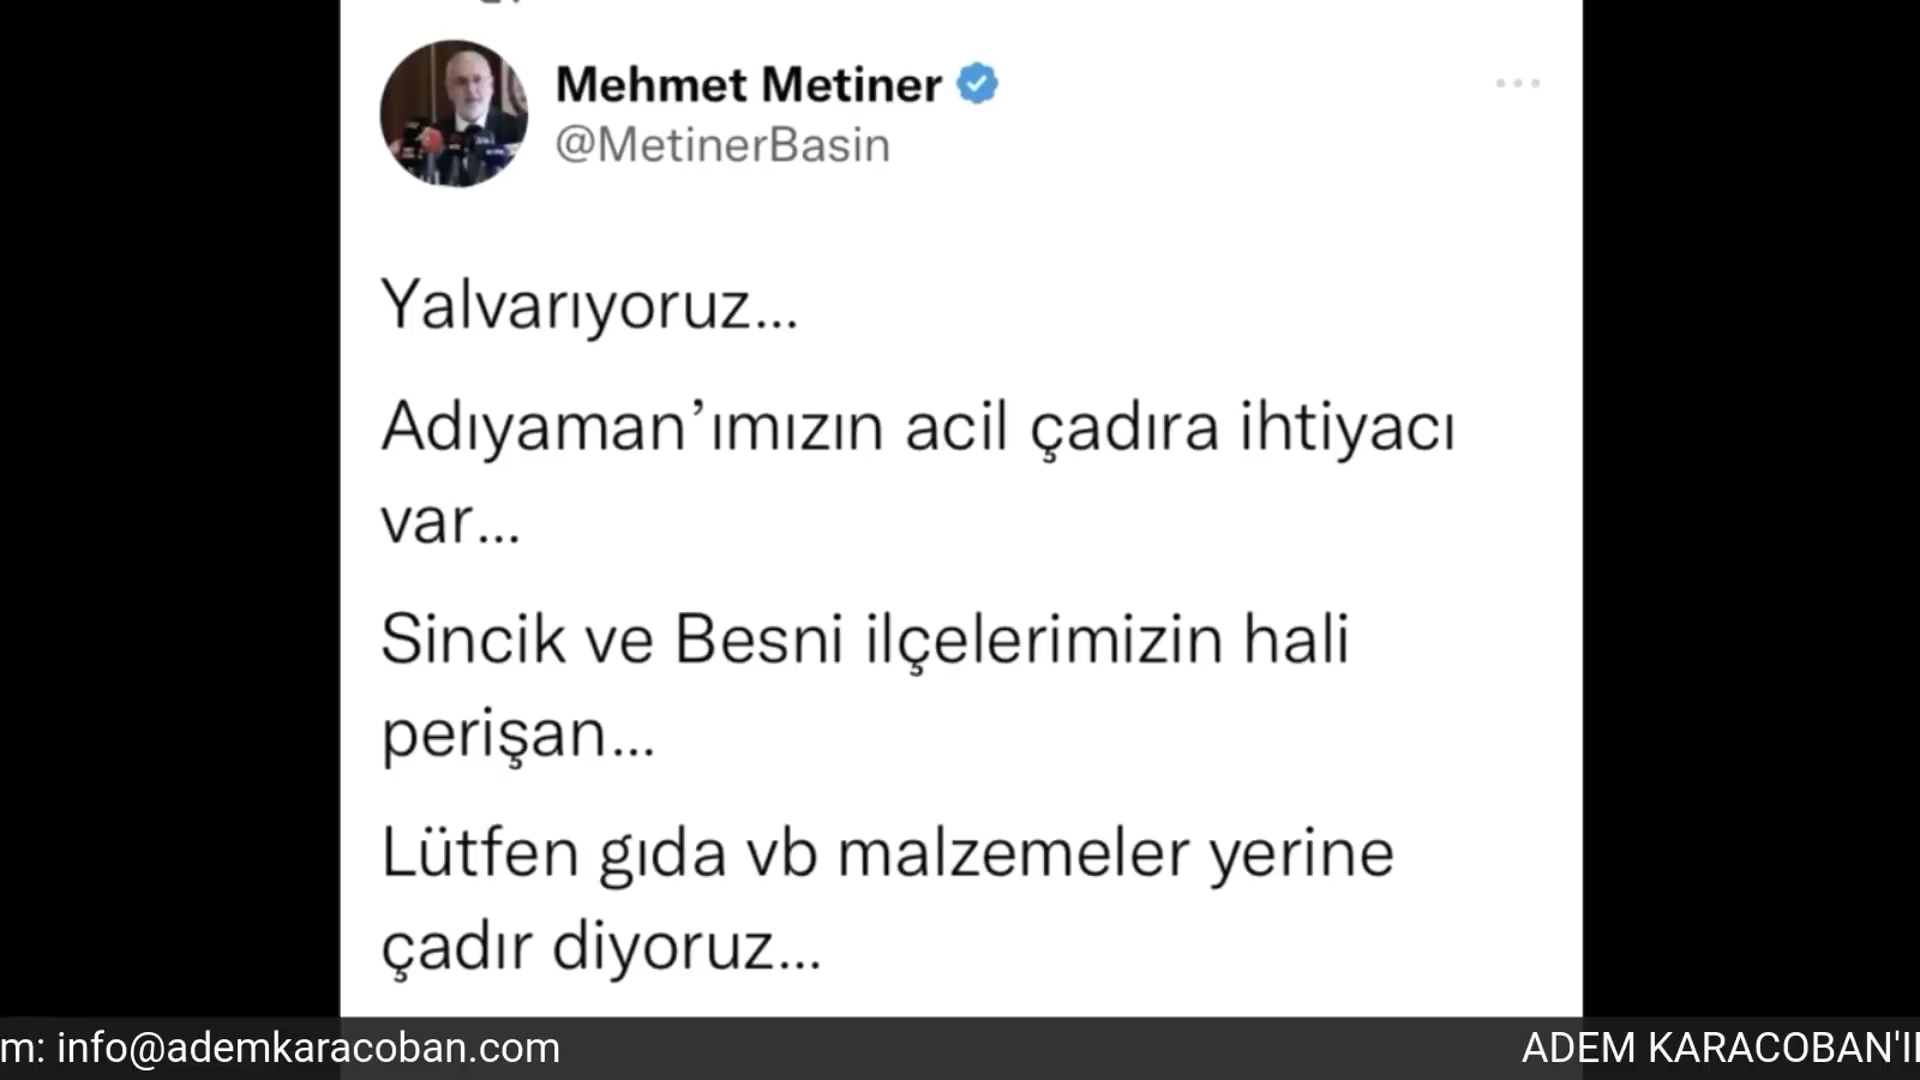 Mehmet Metiner
@MetinerBasin
Yalvarıyoruz...
Adıyaman’ımızın acil çadıra ihtiyacı
var...
Sincik ve Besni ilçelerimizin hali
perişan...
Lütfen gıda vb malzemeler yerine
çadır diyoruz...
m: info@ademkaracoban.com
ADEM KARACOBAN'I